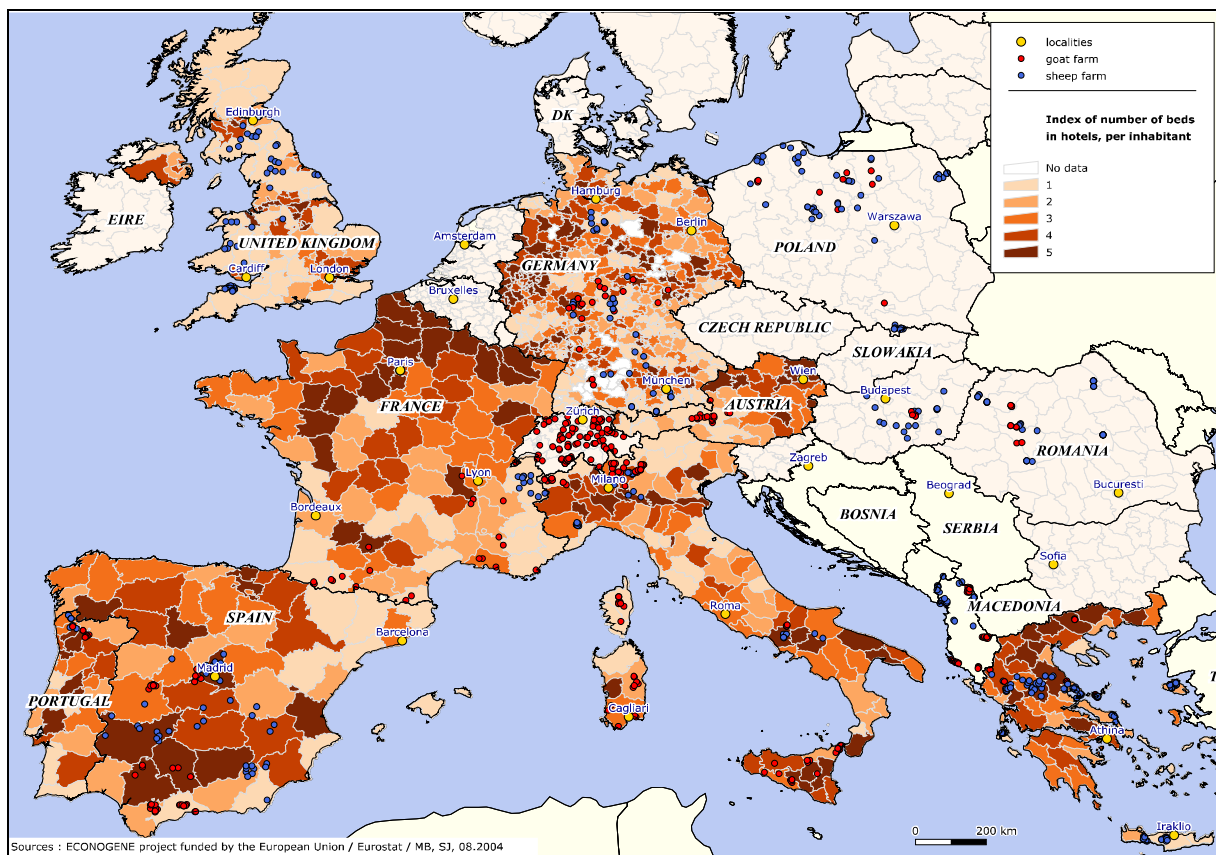 localities
goat farm
sheep farm
Index of number of beds
in hotels, per inhabitant
No data
1
2
3
4
5
Edinburgh
DK
EIRE
Hamburg
UNITED KINGDOM
Amsterdam
Berlin
Warszawa
POLAND
GERMANY
Cardiff
London
Bruxelles
CZECH REPUBLIC
SLOWAKIA
Paris
Wien
München
Budapest
FRANCE
AUSTRIA
Zürich
ROMANIA
Zagreb
Lyon
Milano
Beograd
Bucuresti
Bordeaux
BOSNIA
SERBIA
Sofia
SPAIN
Roma
MACEDONIA
Barcelona
Madrid
T
PORTUGAL
Cagliari
Athina
Iraklio
0 200 km
Sources : ECONOGENE project funded by the European Union / Eurostat / MB, SJ, 08.2004